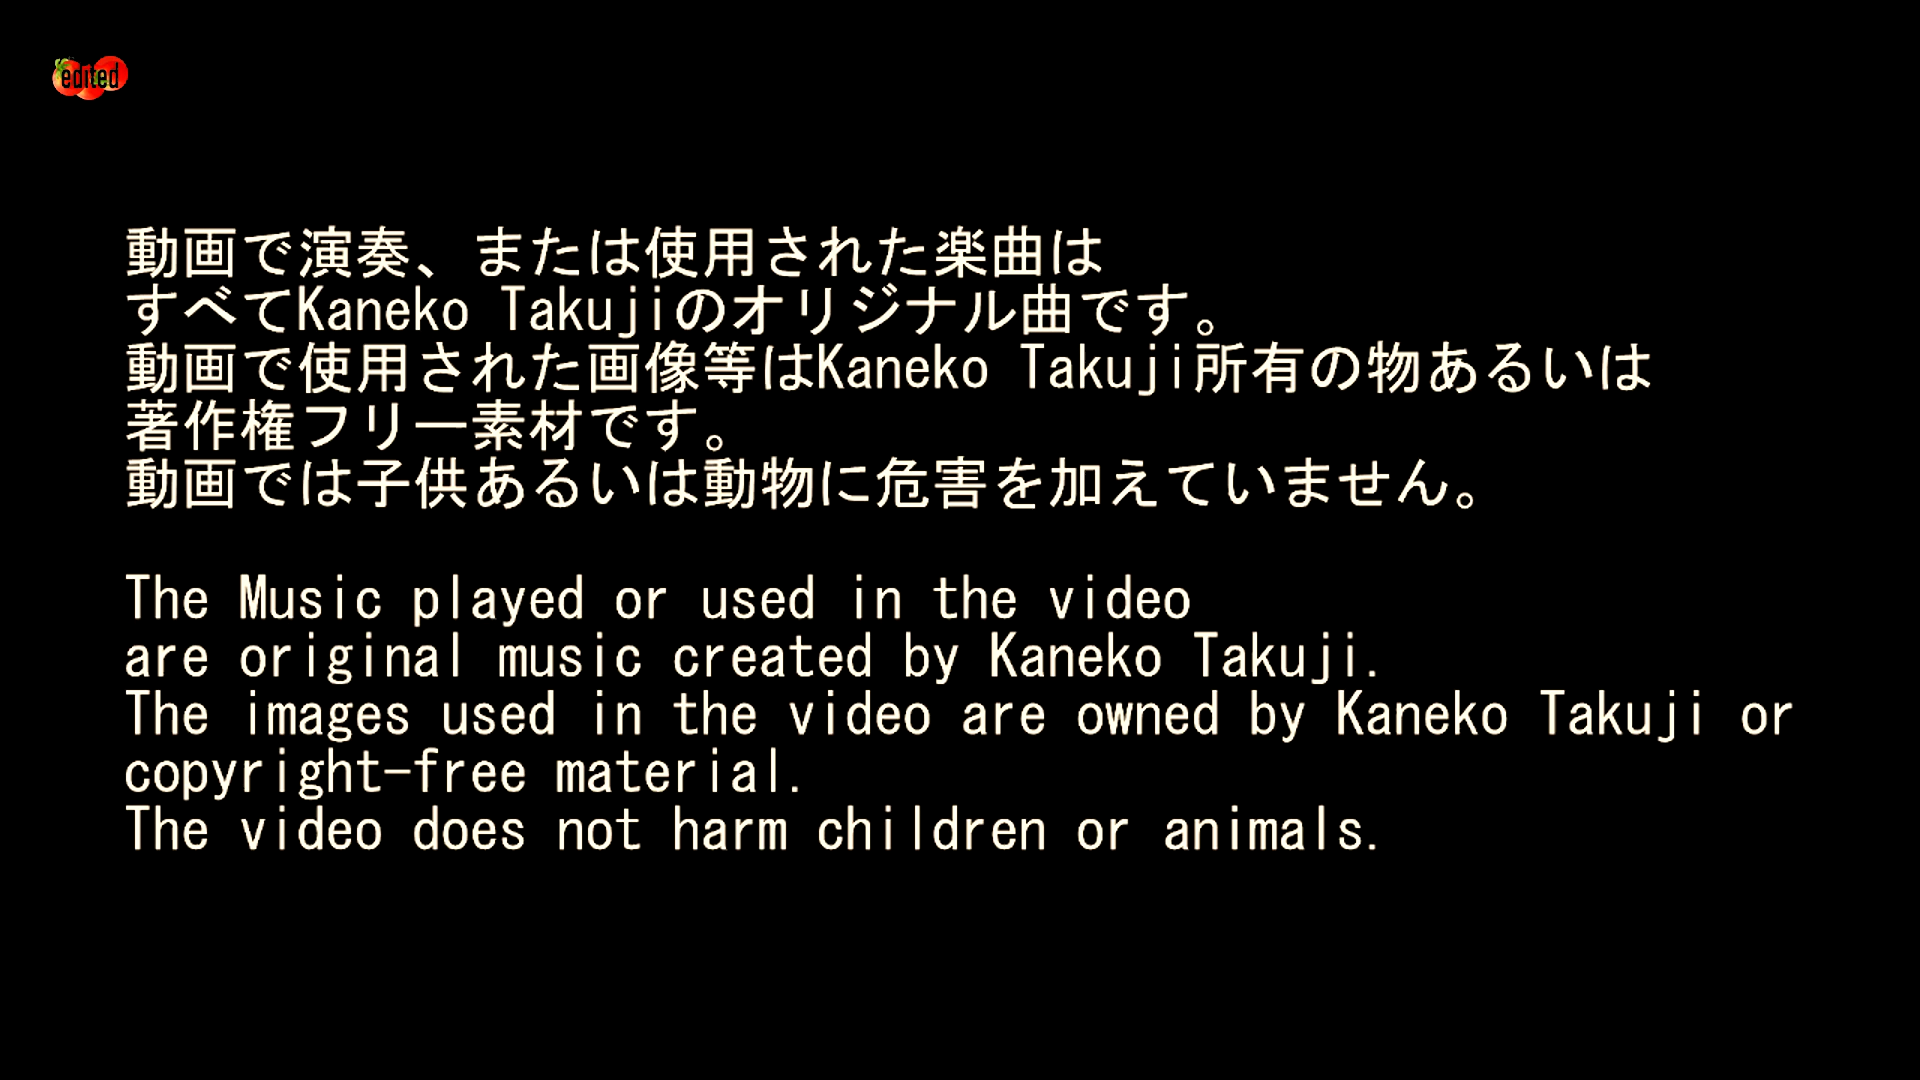 edited
動画で演奏、または使用された楽曲は
すべてKaneko Takujiのオリジナル曲です。
動画で使用された画像等はKaneko Takuji所有の物あるいは
著作権フリー素材です。
動画では子供あるいは動物に危害を加えていません。
The Music played or used in the video
are original music created by Kaneko Takuji.
The images used in the video are owned by Kaneko Takuji or
copyright-free material.
The video does not harm children or animals.